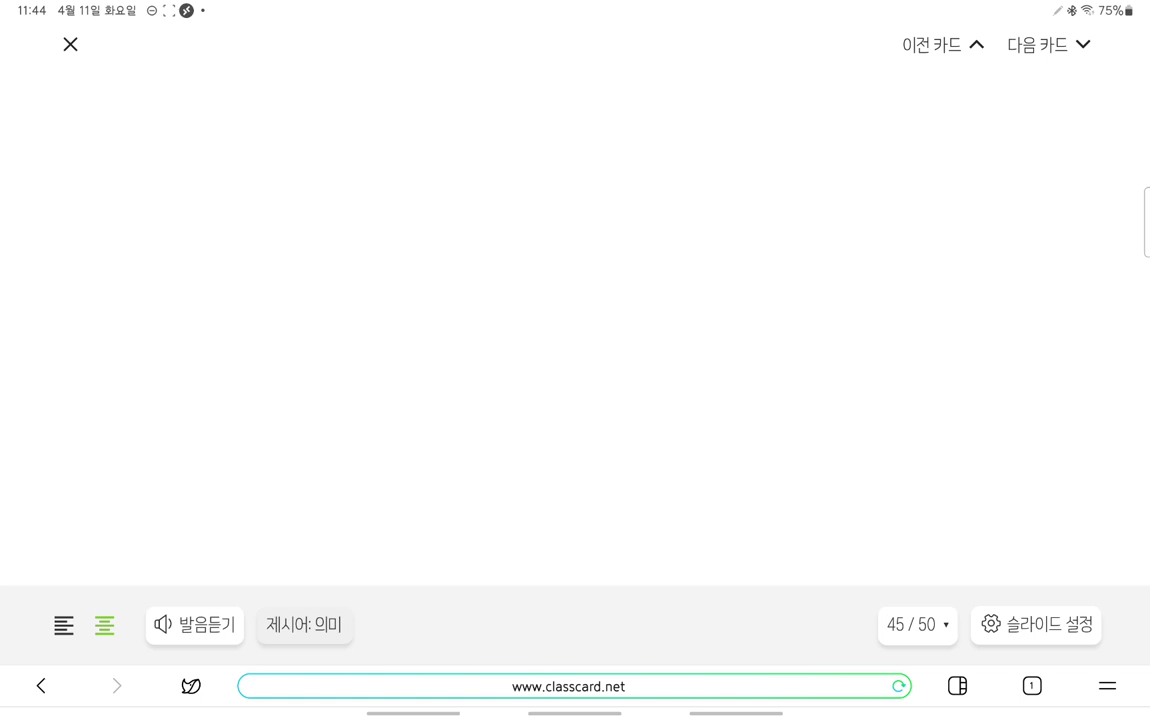 11:44 4월 11일 화요일 75%
이전 카드 다음 카드
발음듣기 제시어: 의미 45 / 50 슬라이드 설정
www.classcard.net 1